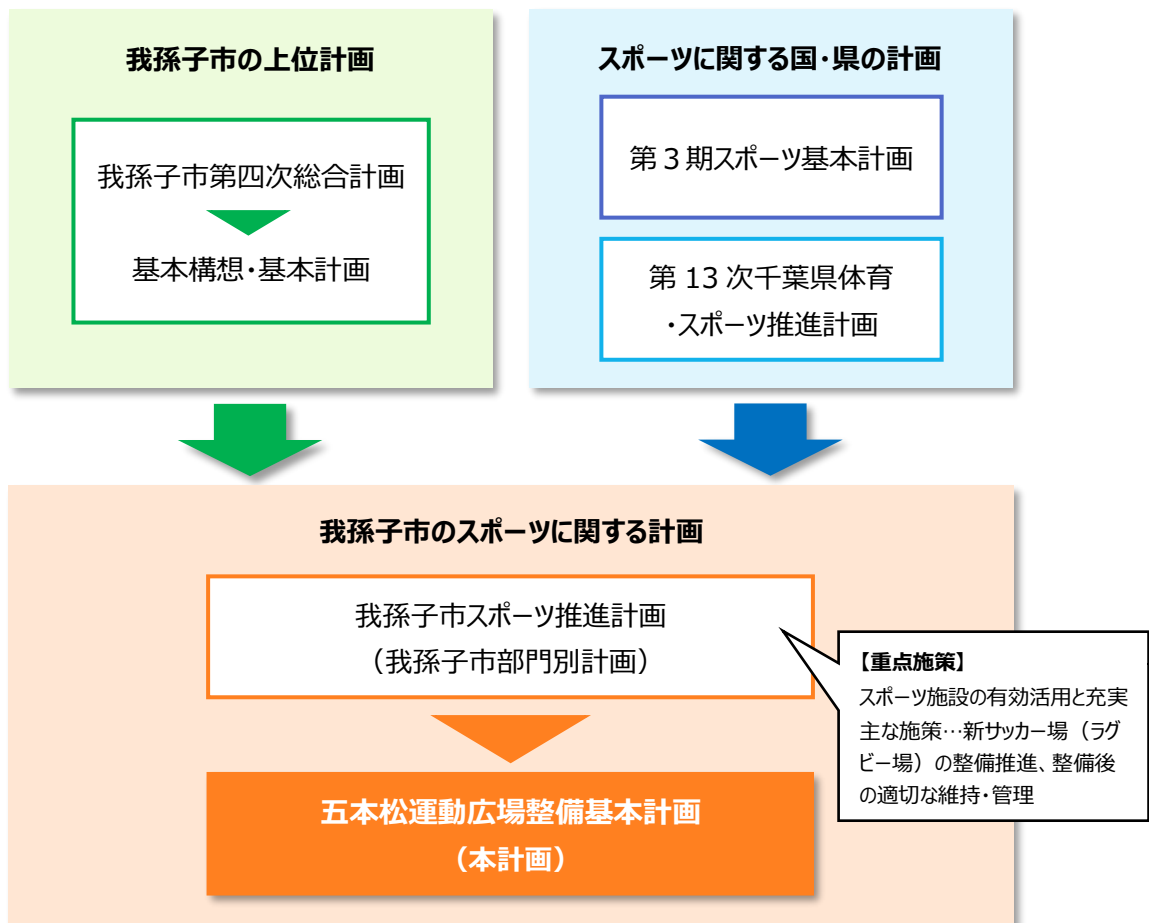 我孫子市の上位計画
我孫子市第四次総合計画
基本構想・基本計画
スポーツに関する国・県の計画
第３期スポーツ基本計画
第 13 次千葉県体育
・スポーツ推進計画
我孫子市のスポーツに関する計画
我孫子市スポーツ推進計画
（我孫子市部門別計画）
【重点施策】
スポーツ施設の有効活用と充実
主な施策…新サッカー場（ラグ
ビー場）の整備推進、整備後
の適切な維持・管理
五本松運動広場整備基本計画
（本計画）